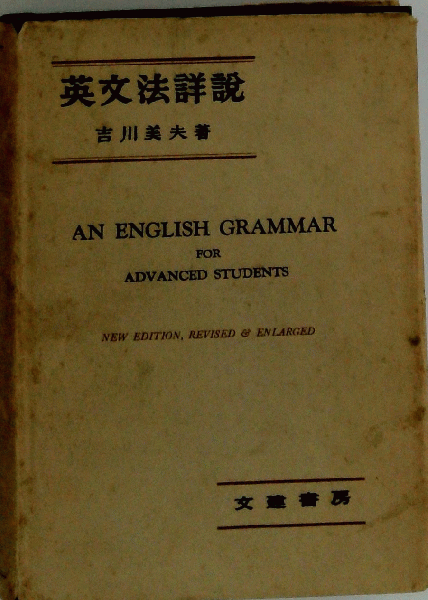 英文法詳說
吉川美夫著
AN ENGLISH GRAMMAR
FOR
ADVANCED STUDENTS
NEW EDITION, REVISED & ENLARGED
文建書房